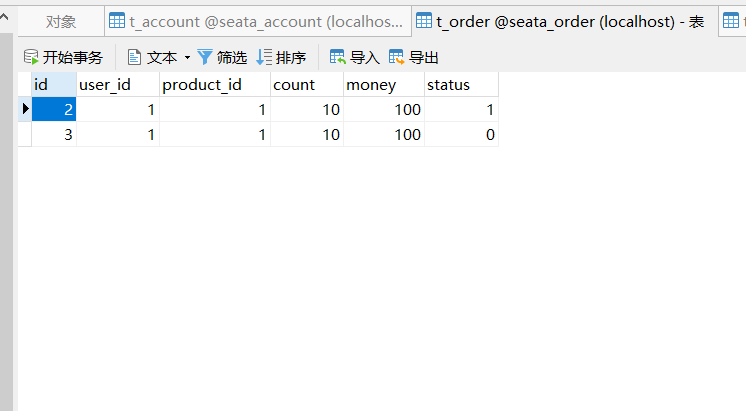 对象 t_account @seata_account (localhos... t_order @seata_order (localhost) - 表
开始事务 文本 筛选 排序 导入 导出
id user_id product_id count money status
2 1 1 10 100 1
3 1 1 10 100 0